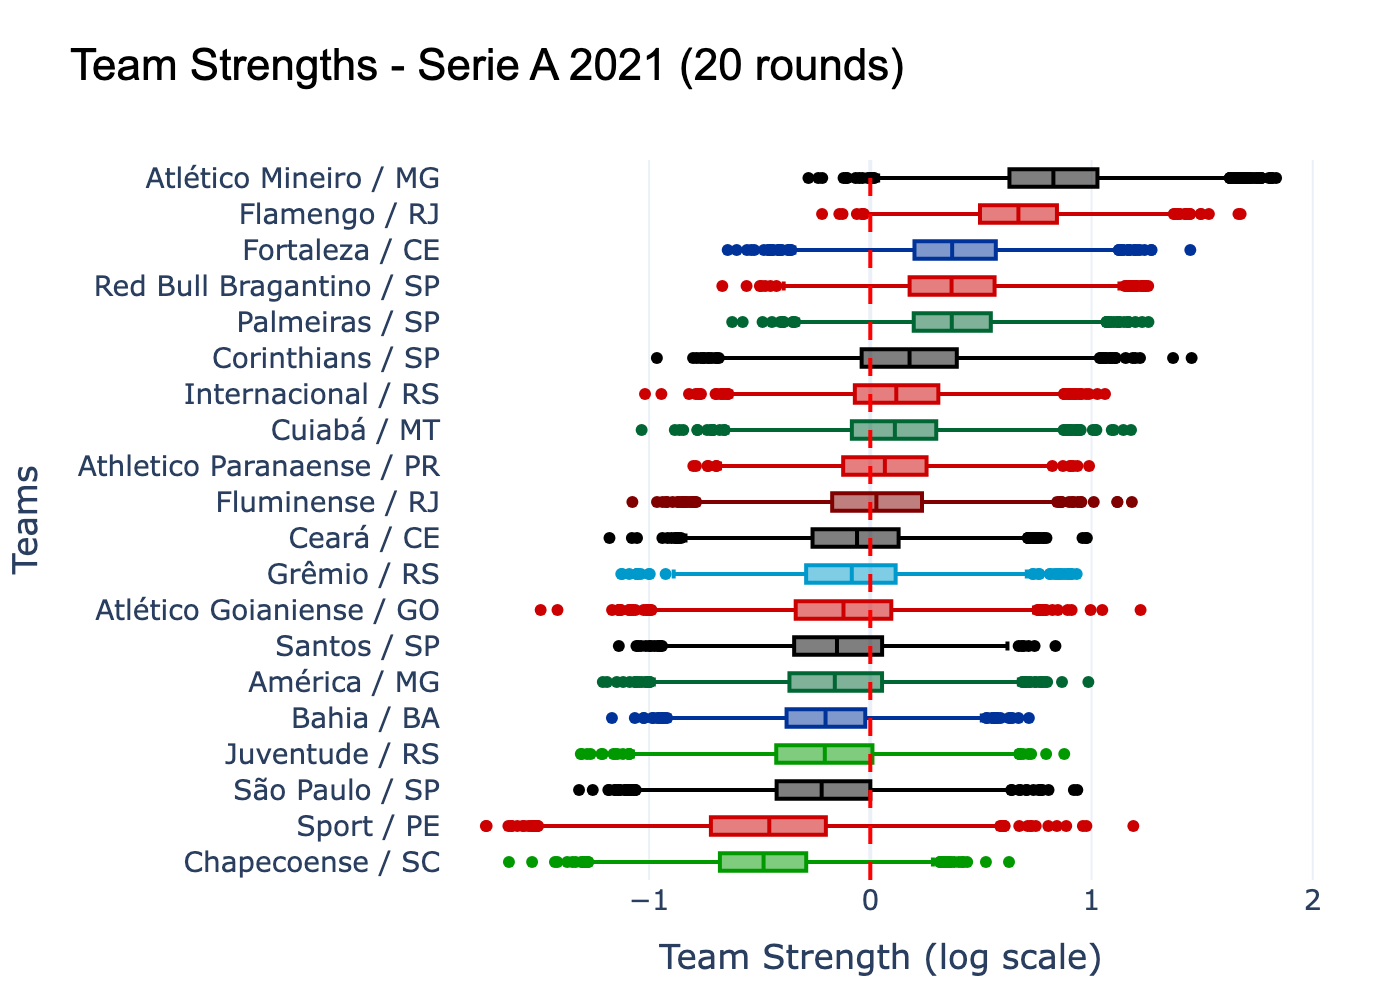 Team Strengths - Serie A 2021 (20 rounds)
Teams
Atlético Mineiro / MG
Flamengo / RJ
Fortaleza / CE
Red Bull Bragantino / SP
Palmeiras / SP
Corinthians / SP
Internacional / RS
Cuiabá / MT
Athletico Paranaense / PR
Fluminense / RJ
Ceará / CE
Grêmio / RS
Atlético Goianiense / GO
Santos / SP
América / MG
Bahia / BA
Juventude / RS
São Paulo / SP
Sport / PE
Chapecoense / SC
−1 0 1 2
Team Strength (log scale)